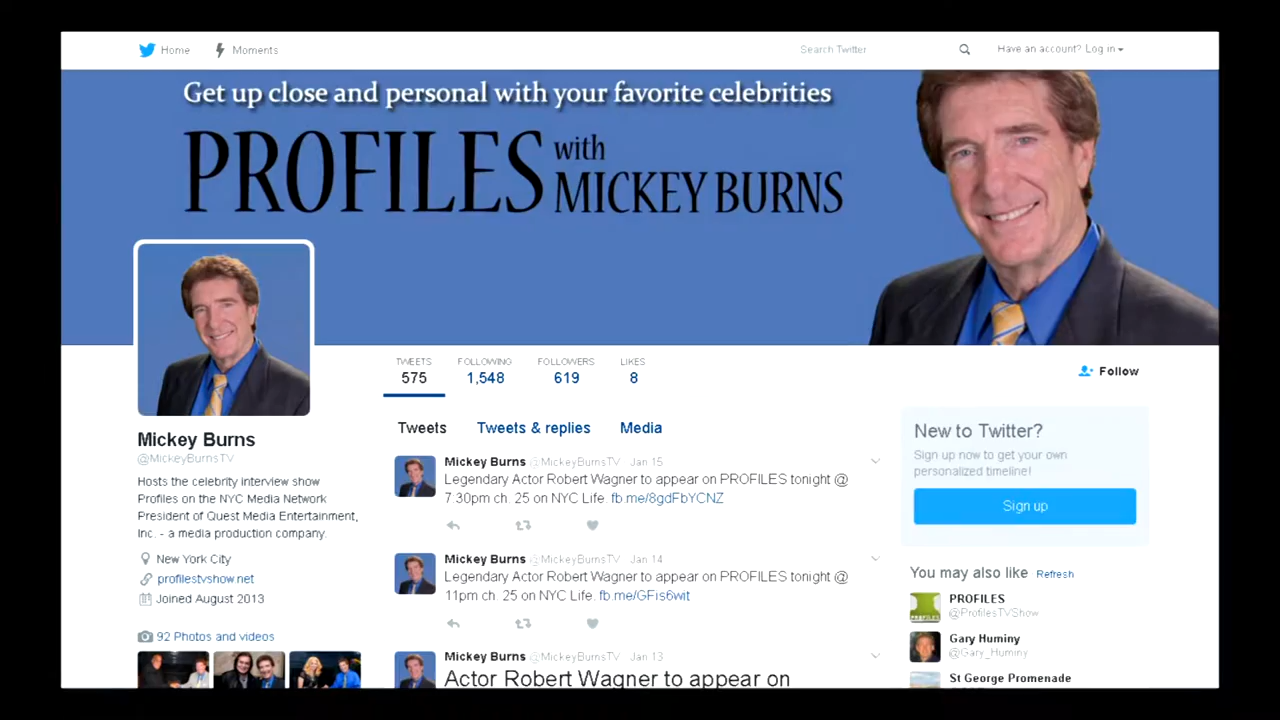 Home
Moments
Search Twitter
Have an account? Log in
Get up close and personal with your favorite celebrities
PROFILES with MICKEY BURNS
TWEETS
575
FOLLOWING
1,548
FOLLOWERS
619
LIKES
8
Follow
Mickey Burns
@MickeyBurnsTV
Hosts the celebrity interview show
Profiles on the NYC Media Network
President of Quest Media Entertainment,
Inc. - a media production company.
New York City
profilestvshow.net
Joined August 2013
92 Photos and videos
Tweets
Tweets & replies
Media
Mickey Burns @MickeyBurnsTV Jan 15
Legendary Actor Robert Wagner to appear on PROFILES tonight @
7.30pm ch. 25 on NYC Life. fb.me/8gdFbYCNZ
Mickey Burns @MickeyBurnsTV Jan 14
Legendary Actor Robert Wagner to appear on PROFILES tonight @
11pm ch. 25 on NYC Life. fb.me/GFis6wit
Mickey Burns @MickeyBurnsTV Jan 13
Actor Robert Wagner to appear on
New to Twitter?
Sign up now to get your own
personalized timeline!
Sign up
You may also like Refresh
PROFILES
@ProfilesTVShow
Gary Huminy
@Gary_Huminy
St George Promenade